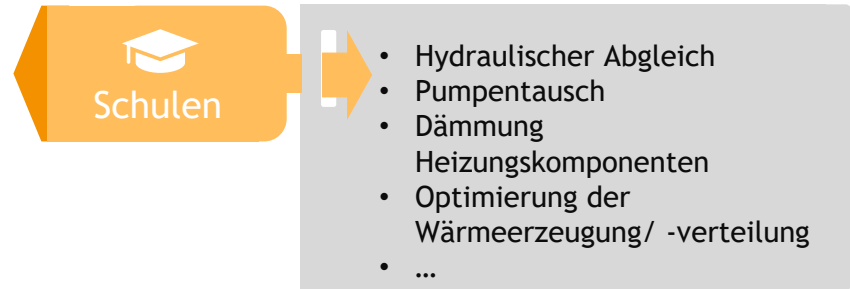 Schulen
• Hydraulischer Abgleich
• Pumpentausch
• Dämmung
Heizungskomponenten
• Optimierung der
Wärmeerzeugung/ -verteilung
• …